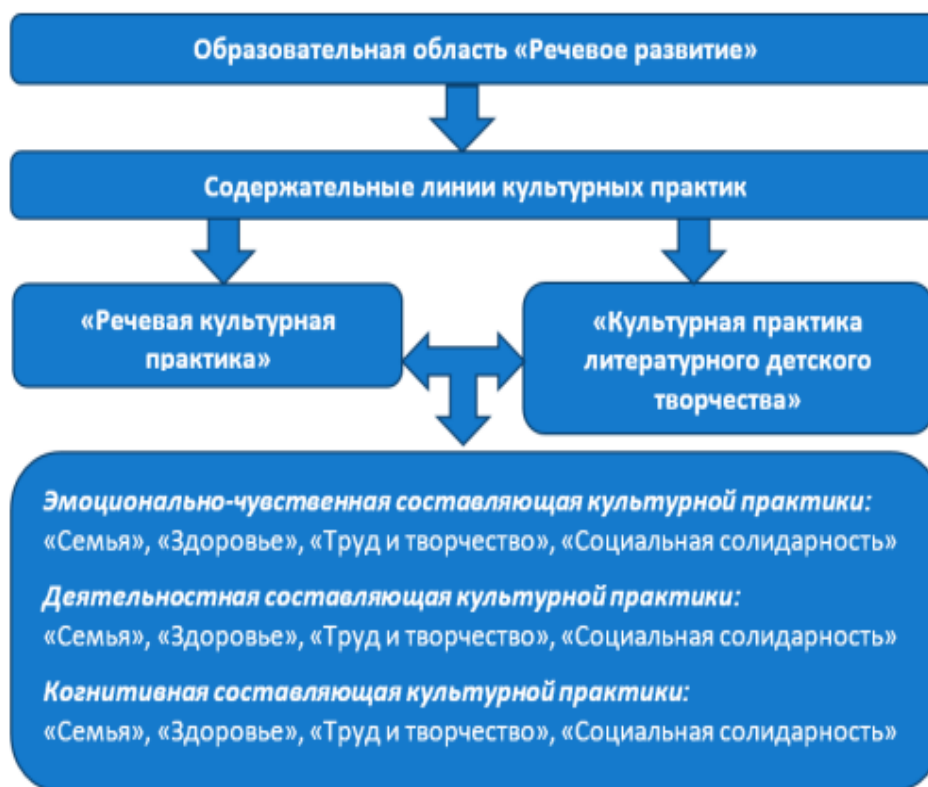 Образовательная область «Речевое развитие»
Содержательные линии культурных практик
«Речевая культурная
практика»
«Культурная практика
литературного детского
творчества»
Эмоционально-чувственная составляющая культурной практики:
«Семья», «Здоровье», «Труд и творчество», «Социальная солидарность»
Деятельностная составляющая культурной практики:
«Семья», «Здоровье», «Труд и творчество», «Социальная солидарность»
Когнитивная составляющая культурной практики:
«Семья», «Здоровье», «Труд и творчество», «Социальная солидарность»